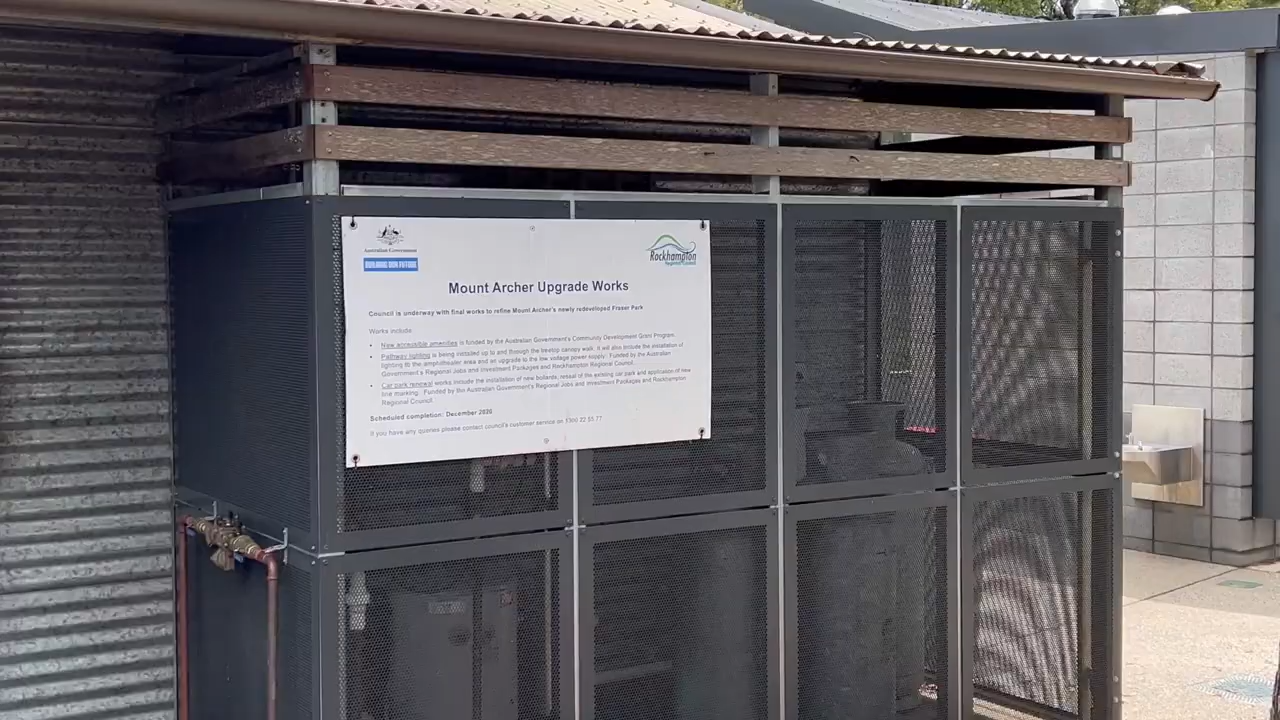 Australian Government
BUILDING OUR FUTURE
Rockhampton
Regional Council
Mount Archer Upgrade Works
Council is underway with final works to refine Mount Archer's newly redeveloped Fraser Park
Works include:
• New accessible amenities is funded by the Australian Government's Community Development Grant Program.
• Pathway lighting is being installed up to and through the treetop canopy walk. It will also include the installation of
lighting to the amphitheater area and an upgrade to the low voltage power supply. Funded by the Australian
Government's Regional Jobs and Investment Packages and Rockhampton Regional Council.
• Car park renewal works include the installation of new bollards, reseal of the existing car park and application of new
line marking. Funded by the Australian Government's Regional Jobs and Investment Packages and Rockhampton
Regional Council.
Scheduled completion: December 2020
If you have any queries please contact council's customer service on 1300 22 55 77